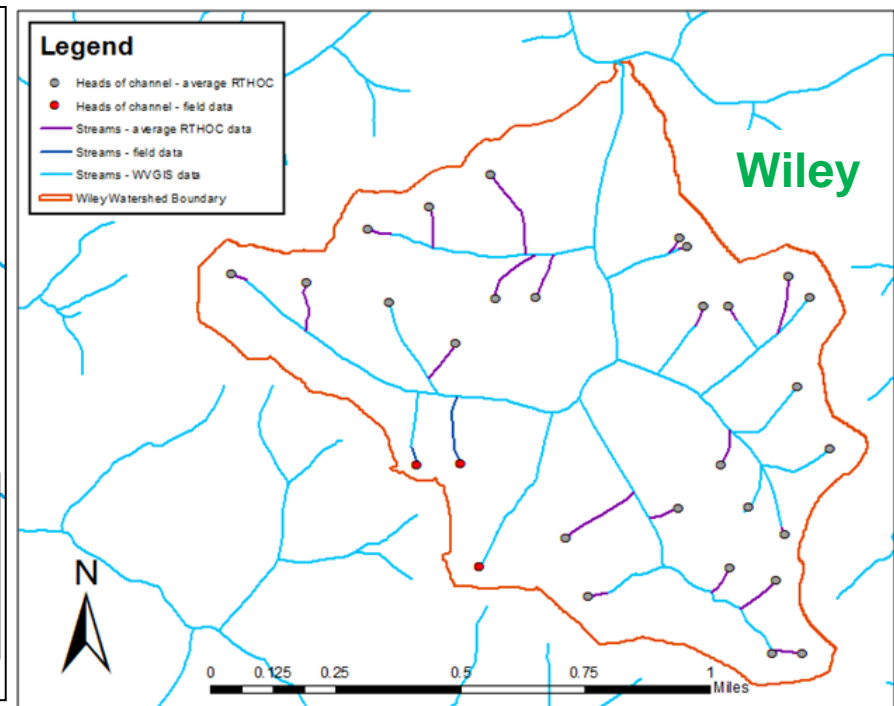 Legend
Heads of channel - average RTHOC
Heads of channel - field data
Streams - average RTHOC data
Streams - field data
Streams - WVGIS data
Wiley Watershed Boundary
Wiley
N
0 0.125 0.25 0.5 0.75 1
Miles